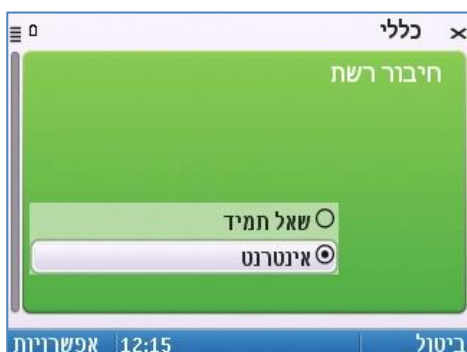 כללי
חיבור רשת
שאל תמיד
אינטרנט
ביטול 12:15 אפשרויות